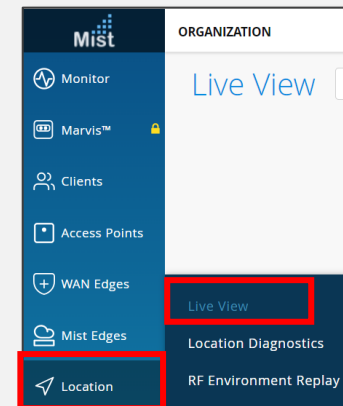 Mist
ORGANIZATION
Live View
Monitor
Marvis™
Clients
Access Points
WAN Edges
Mist Edges
Location
Live View
Location Diagnostics
RF Environment Replay